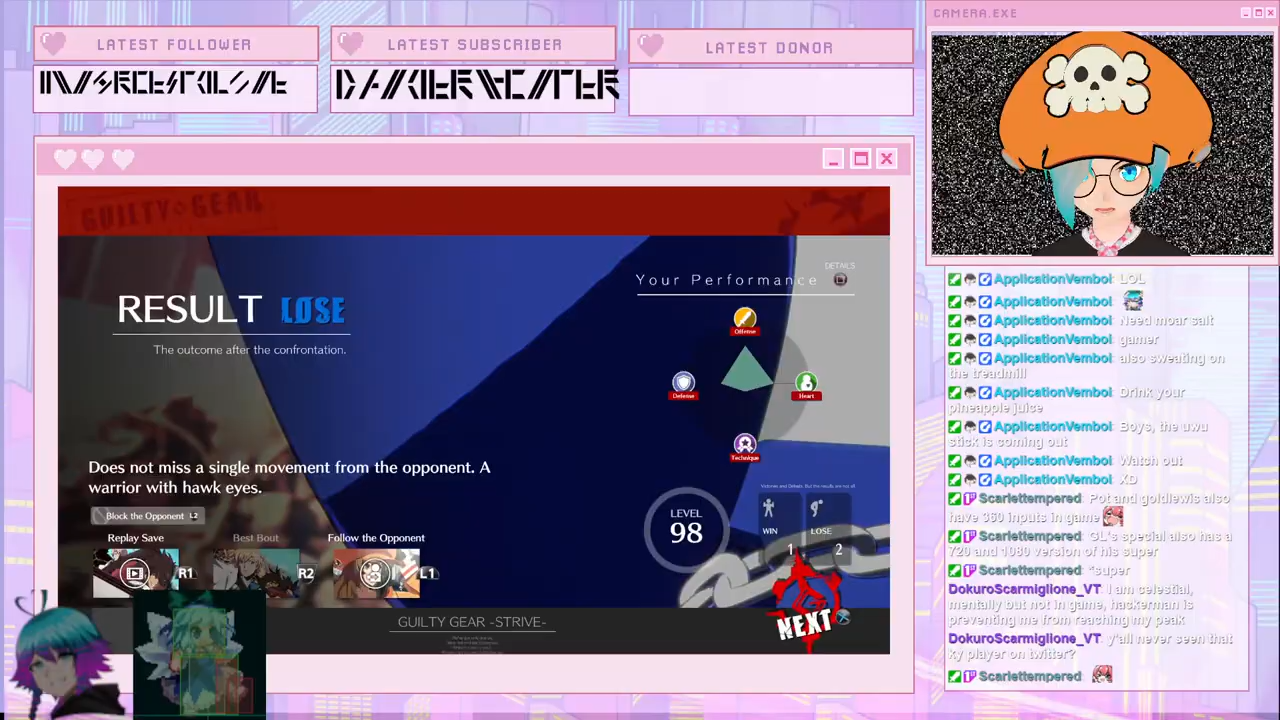 CAMERA.EXE
LATEST FOLLOWER
LATEST SUBSCRIBER
LATEST DONOR
GUILTY GEAR
DETAILS
Your Performance
RESULT LOSE
The outcome after the confrontation.
Offense
Defense
Heart
Technique
Does not miss a single movement from the opponent. A
warrior with hawk eyes.
Block the Opponent L2
Replay Save
Best Bout
Follow the Opponent
R1
R2
L1
LEVEL
98
WIN
LOSE
1
2
NEXT
GUILTY GEAR -STRIVE-
ApplicationVembol: LOL
ApplicationVembol:
ApplicationVembol: Need moar salt
ApplicationVembol: gamer
ApplicationVembol: also sweating on
the treadmill
ApplicationVembol: Drink your
pineapple juice
ApplicationVembol: Boys, the uwu
stick is coming out
ApplicationVembol: Watch out
ApplicationVembol: XD
Scarlettempered: Pot and goldlewis also
have 360 inputs in game
Scarlettempered: GL's special also has a
720 and 1080 version of his super
Scarlettempered: *super
DokuroScarmiglione_VT: I am celestial,
mentally but not in game, hackerman is
preventing me from reaching my peak
DokuroScarmiglione_VT: y'all never seen that
ky player on twitter?
Scarlettempered: